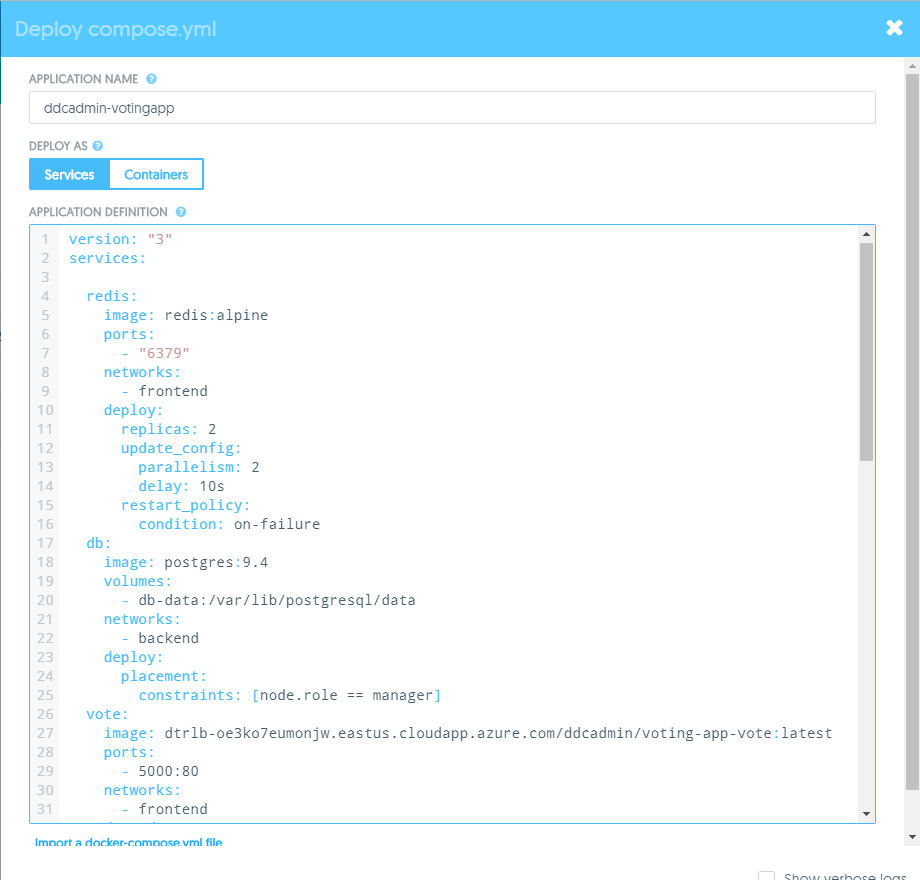 Deploy compose.yml
APPLICATION NAME
ddcadmin-votingapp
DEPLOY AS
Services Containers
APPLICATION DEFINITION
1 version: "3"
2 services:
3
4 redis:
5 image: redis:alpine
6 ports:
7 - "6379"
8 networks:
9 - frontend
10 deploy:
11 replicas: 2
12 update_config:
13 parallelism: 2
14 delay: 10s
15 restart_policy:
16 condition: on-failure
17 db:
18 image: postgres:9.4
19 volumes:
20 - db-data:/var/lib/postgresql/data
21 networks:
22 - backend
23 deploy:
24 placement:
25 constraints: [node.role == manager]
26 vote:
27 image: dtrlb-oe3ko7eumonjw.eastus.cloudapp.azure.com/ddcadmin/voting-app-vote:latest
28 ports:
29 - 5000:80
30 networks:
31 - frontend
Import a docker-compose.yml file
Show verbose logs